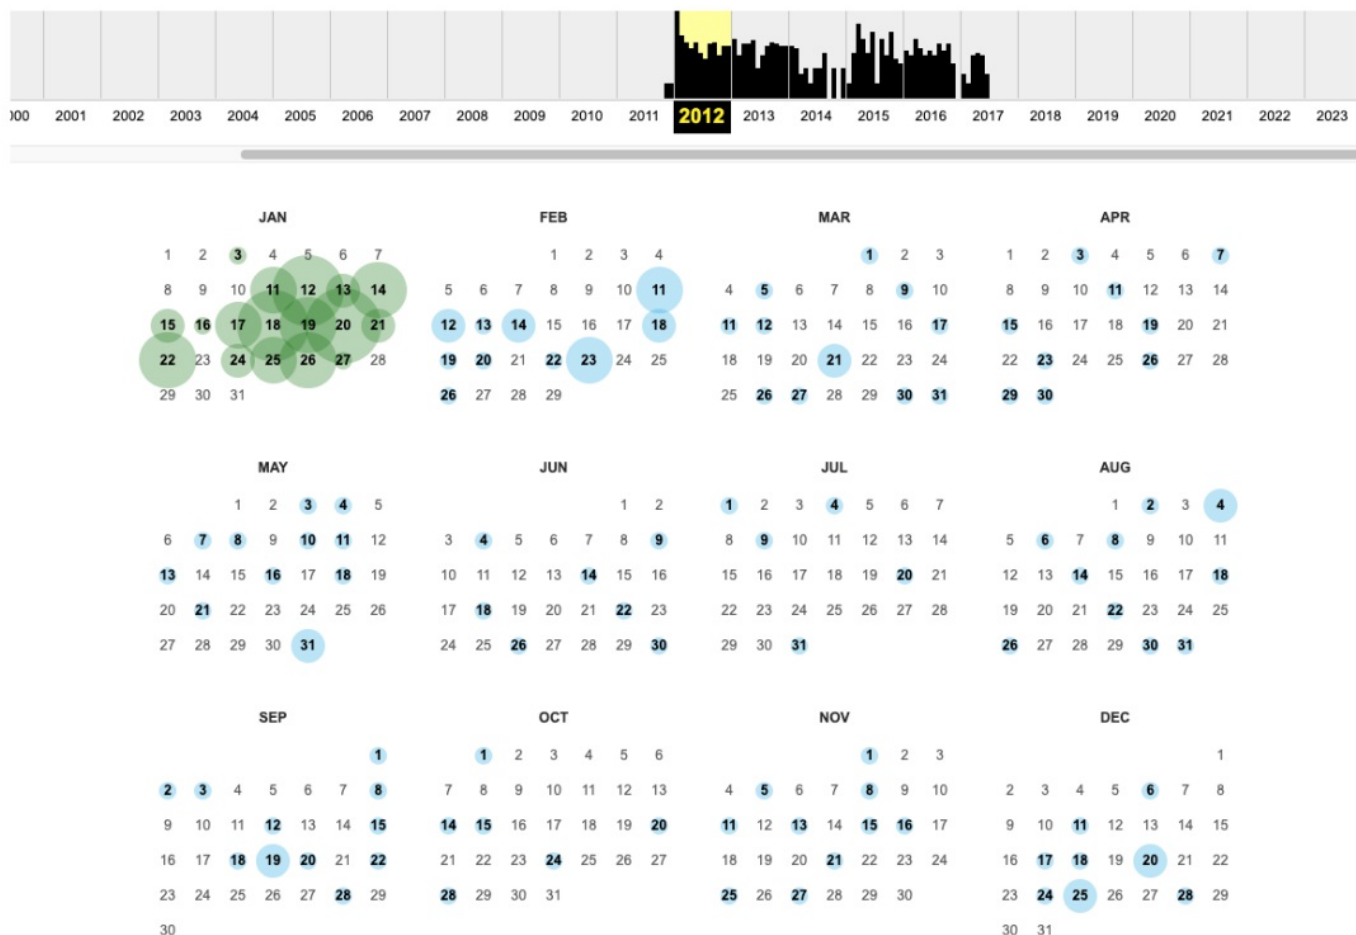 000 2001 2002 2003 2004 2005 2006 2007 2008 2009 2010 2011 2012 2013 2014 2015 2016 2017 2018 2019 2020 2021 2022 2023
JAN FEB MAR APR
1 2 3 4 5 6 7 1 2 3 4 1 2 3 1 2 3 4 5 6 7
8 9 10 11 12 13 14 5 6 7 8 9 10 11 4 5 6 7 8 9 10 8 9 10 11 12 13 14
15 16 17 18 19 20 21 12 13 14 15 16 17 18 11 12 13 14 15 16 17 15 16 17 18 19 20 21
22 23 24 25 26 27 28 19 20 21 22 23 24 25 18 19 20 21 22 23 24 22 23 24 25 26 27 28
29 30 31 26 27 28 29 25 26 27 28 29 30 31 29 30
MAY JUN JUL AUG
1 2 3 4 5 1 2 1 2 3 4 5 6 7 1 2 3 4
6 7 8 9 10 11 12 3 4 5 6 7 8 9 8 9 10 11 12 13 14 5 6 7 8 9 10 11
13 14 15 16 17 18 19 10 11 12 13 14 15 16 15 16 17 18 19 20 21 12 13 14 15 16 17 18
20 21 22 23 24 25 26 17 18 19 20 21 22 23 22 23 24 25 26 27 28 19 20 21 22 23 24 25
27 28 29 30 31 24 25 26 27 28 29 30 29 30 31 26 27 28 29 30 31
SEP OCT NOV DEC
1 1 2 3 4 5 6 1 2 3 1
2 3 4 5 6 7 8 7 8 9 10 11 12 13 4 5 6 7 8 9 10 2 3 4 5 6 7 8
9 10 11 12 13 14 15 14 15 16 17 18 19 20 11 12 13 14 15 16 17 9 10 11 12 13 14 15
16 17 18 19 20 21 22 21 22 23 24 25 26 27 18 19 20 21 22 23 24 16 17 18 19 20 21 22
23 24 25 26 27 28 29 28 29 30 31 25 26 27 28 29 30 23 24 25 26 27 28 29
30 30 31